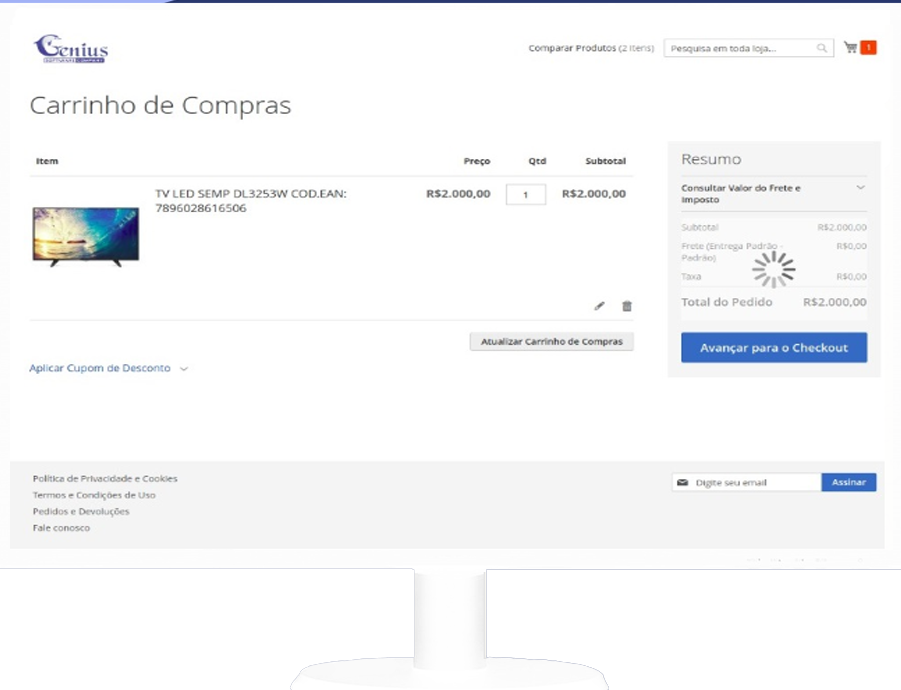 Genius
SOFTWARE COMPANY
Comparar Produtos (2 itens)
Pesquisa em toda loja...
1
Carrinho de Compras
Item Preço Qtd Subtotal
TV LED SEMP DL3253W COD.EAN:
7896028616506
R$2.000,00 1 R$2.000,00
Atualizar Carrinho de Compras
Aplicar Cupom de Desconto
Resumo
Consultar Valor do Frete e
Imposto
Subtotal R$2.000,00
Frete (Entrega Padrão - R$0,00
Padrão)
Taxa R$0,00
Total do Pedido R$2.000,00
Avançar para o Checkout
Política de Privacidade e Cookies
Termos e Condições de Uso
Pedidos e Devoluções
Fale conosco
Digite seu email
Assinar